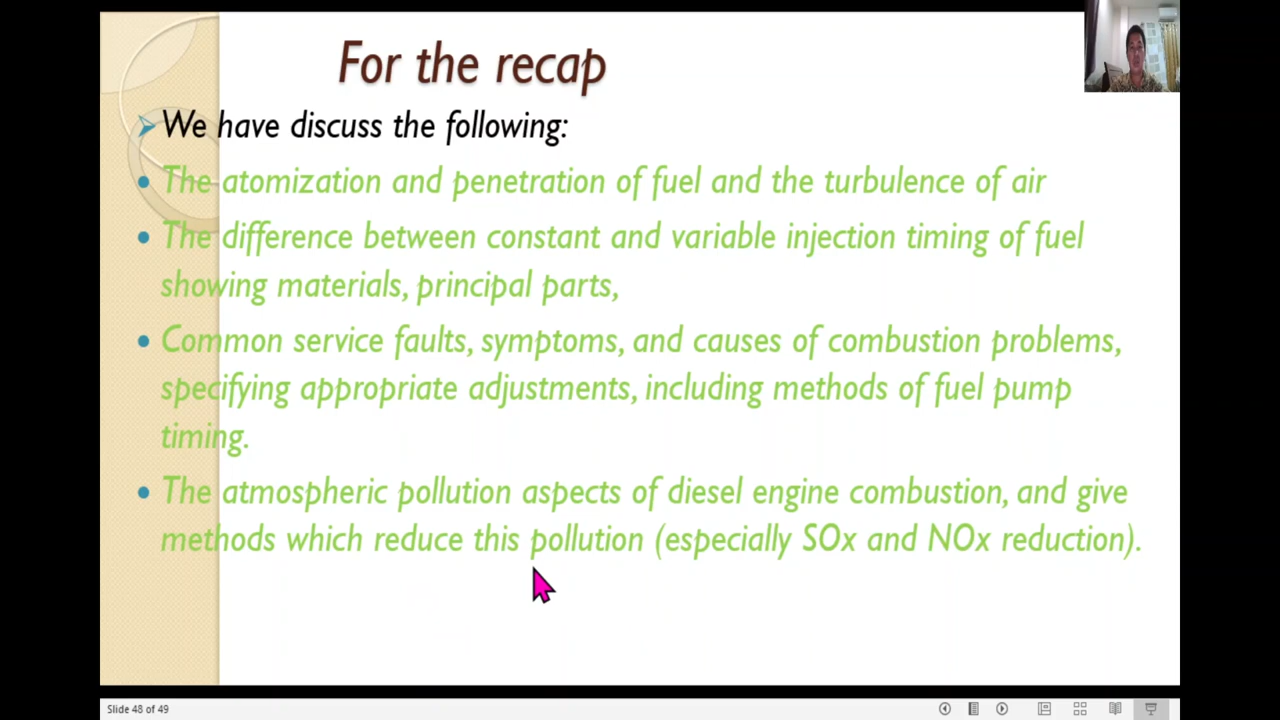 For the recap
We have discuss the following:
The atomization and penetration of fuel and the turbulence of air
The difference between constant and variable injection timing of fuel
showing materials, principal parts,
Common service faults, symptoms, and causes of combustion problems,
specifying appropriate adjustments, including methods of fuel pump
timing.
The atmospheric pollution aspects of diesel engine combustion, and give
methods which reduce this pollution (especially SOx and NOx reduction).
Slide 48 of 49